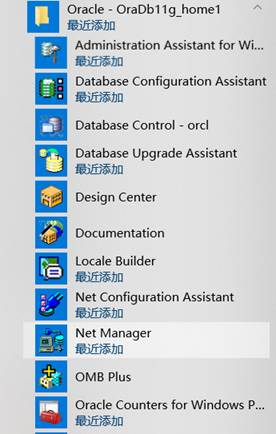 Oracle - OraDb11g_home1
最近添加
Administration Assistant for Wi...
最近添加
Database Configuration Assistant
最近添加
Database Control - orcl
Database Upgrade Assistant
最近添加
Design Center
Documentation
Locale Builder
最近添加
Net Configuration Assistant
最近添加
Net Manager
最近添加
OMB Plus
Oracle Counters for Windows P...
最近添加